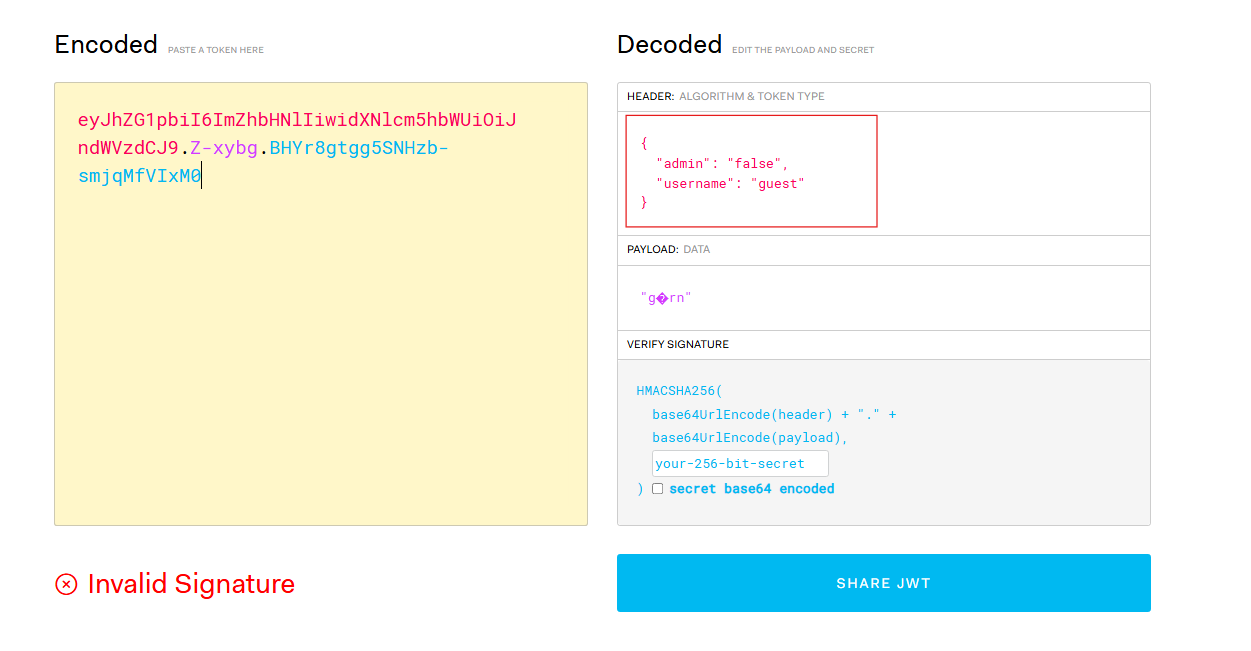 Encoded PASTE A TOKEN HERE
eyJhZG1pbiI6ImZhbHNlIiwidXNlcm5hbWUiOiJ
ndWVzdCJ9.Z-xybg.BHYr8gtgg5SNHzb-
smjqMfVIxM0
Invalid Signature
Decoded EDIT THE PAYLOAD AND SECRET
HEADER: ALGORITHM & TOKEN TYPE
{
"admin": "false",
"username": "guest"
}
PAYLOAD: DATA
"g�rn"
VERIFY SIGNATURE
HMACSHA256(
base64UrlEncode(header) + "." +
base64UrlEncode(payload),
your-256-bit-secret
) secret base64 encoded
SHARE JWT